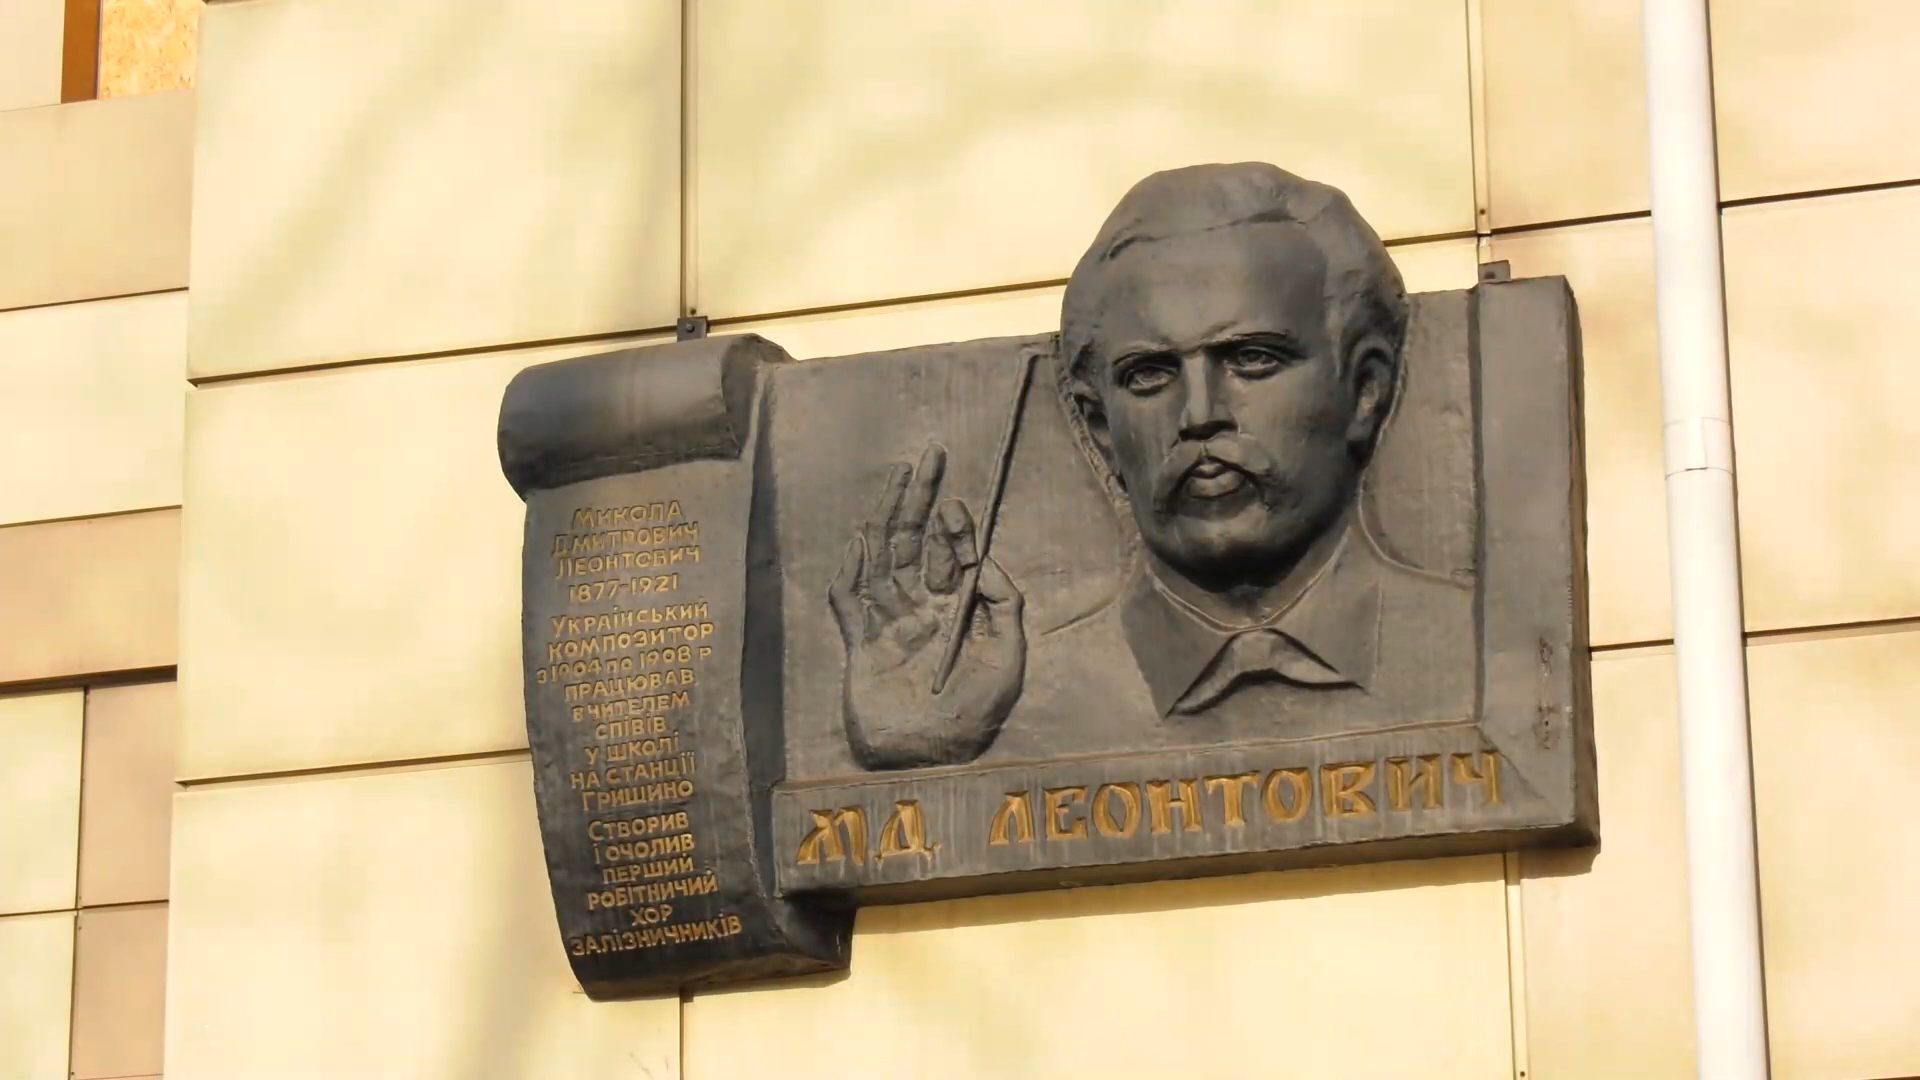 МИКОЛА
ДМИТРОВИЧ
ЛЕОНТОВИЧ
1877-1921
УКРАЇНСЬКИЙ
КОМПОЗИТОР
З 1904 ПО 1908 Р
ПРАЦЮВАВ
ВЧИТЕЛЕМ
СПІВІВ
У ШКОЛІ
НА СТАНЦІЇ
ГРИШИНО
СТВОРИВ
І ОЧОЛИВ
ПЕРШИЙ
РОБІТНИЧИЙ
ХОР
ЗАЛІЗНИЧНИКІВ
МД ЛЕОНТОВИЧ